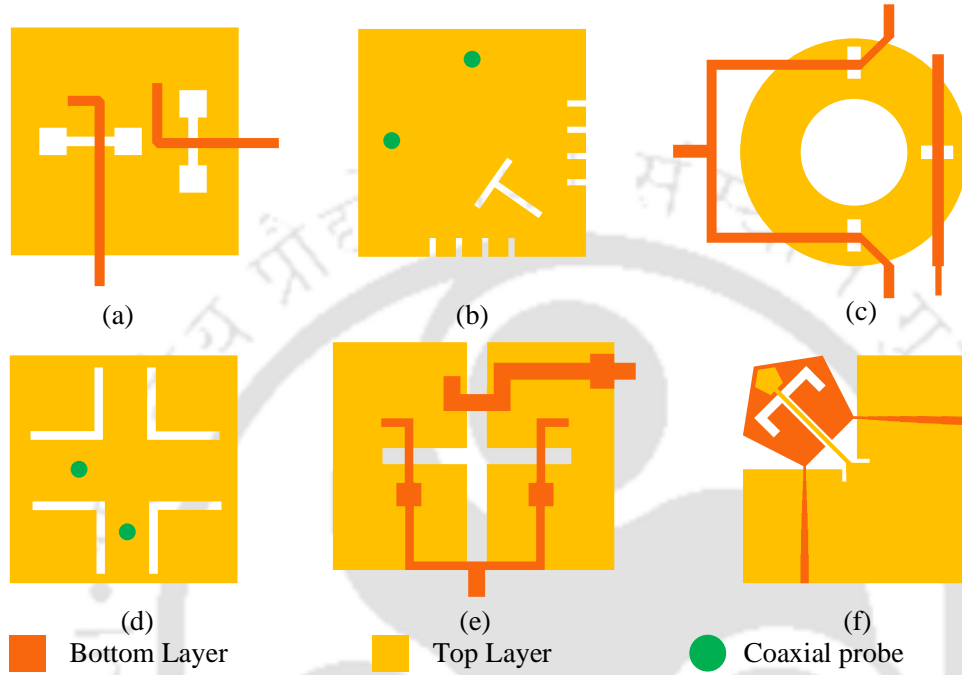 (a)
(b)
(c)
(d)
(e)
(f)
Bottom Layer
Top Layer
Coaxial probe